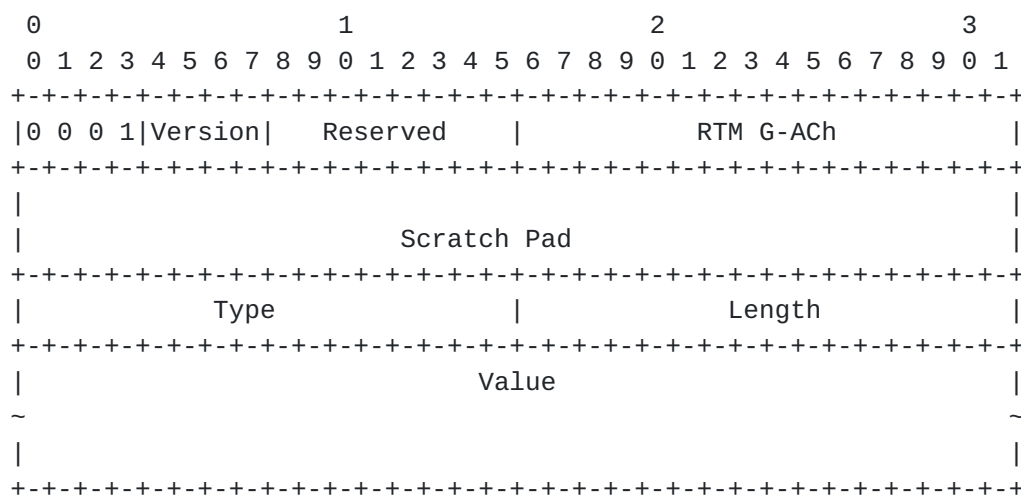 0                   1                   2                   3
 0 1 2 3 4 5 6 7 8 9 0 1 2 3 4 5 6 7 8 9 0 1 2 3 4 5 6 7 8 9 0 1
+-+-+-+-+-+-+-+-+-+-+-+-+-+-+-+-+-+-+-+-+-+-+-+-+-+-+-+-+-+-+-+-+
|0 0 0 1|Version|   Reserved    |           RTM G-ACh           |
+-+-+-+-+-+-+-+-+-+-+-+-+-+-+-+-+-+-+-+-+-+-+-+-+-+-+-+-+-+-+-+-+
|                                                               |
|                        Scratch Pad                            |
+-+-+-+-+-+-+-+-+-+-+-+-+-+-+-+-+-+-+-+-+-+-+-+-+-+-+-+-+-+-+-+-+
|            Type               |             Length            |
+-+-+-+-+-+-+-+-+-+-+-+-+-+-+-+-+-+-+-+-+-+-+-+-+-+-+-+-+-+-+-+-+
|                             Value                             |
~                                                               ~
|                                                               |
+-+-+-+-+-+-+-+-+-+-+-+-+-+-+-+-+-+-+-+-+-+-+-+-+-+-+-+-+-+-+-+-+